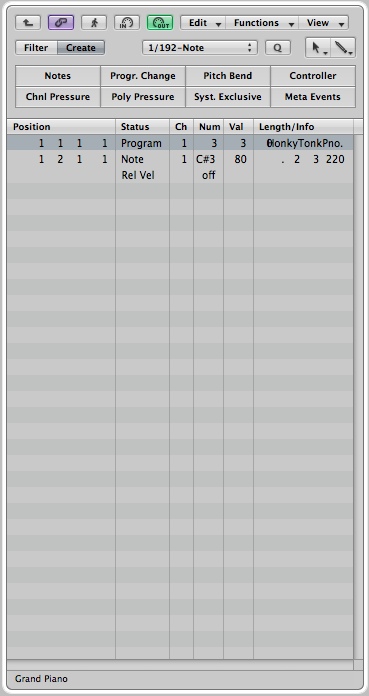 IN OUT Edit Functions View
Filter Create 1/192-Note Q
Notes Progr. Change Pitch Bend Controller
Chnl Pressure Poly Pressure Syst. Exclusive Meta Events
Position Status Ch Num Val Length/Info
1 1 1 1 Program 1 3 3 HonkyTonkPno.
1 2 1 1 Note 1 C#3 80 . 2 3 220
Rel Vel off
Grand Piano